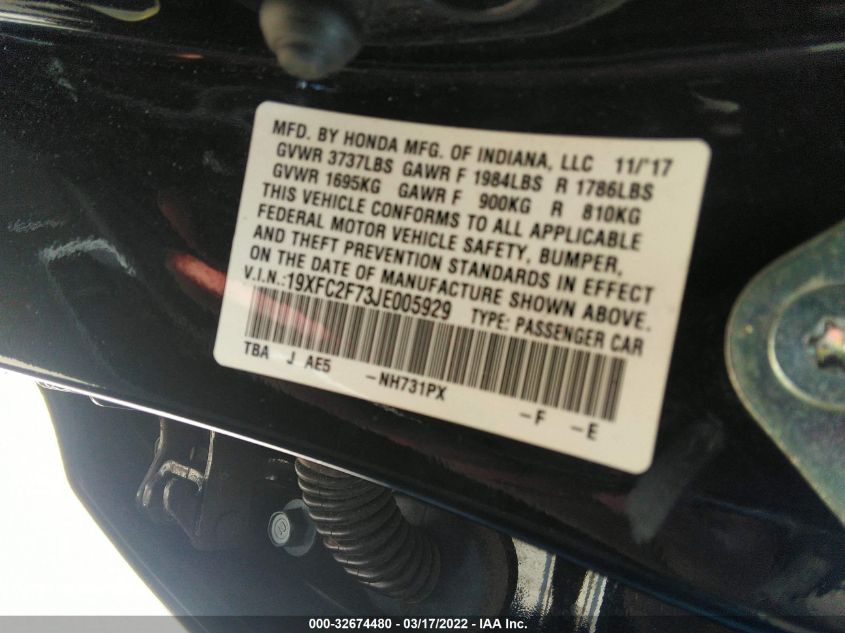 MFD. BY HONDA MFG. OF INDIANA, LLC 11/'17
GVWR 3737LBS GAWR F 1984LBS R 1786LBS
GVWR 1695KG GAWR F 900KG R 810KG
THIS VEHICLE CONFORMS TO ALL APPLICABLE
FEDERAL MOTOR VEHICLE SAFETY, BUMPER,
AND THEFT PREVENTION STANDARDS IN EFFECT
ON THE DATE OF MANUFACTURE SHOWN ABOVE.
V.I.N.:19XFC2F73JE005929 TYPE: PASSENGER CAR
TBA J AE5 -NH731PX -F -E
000-32674480 - 03/17/2022 - IAA Inc.